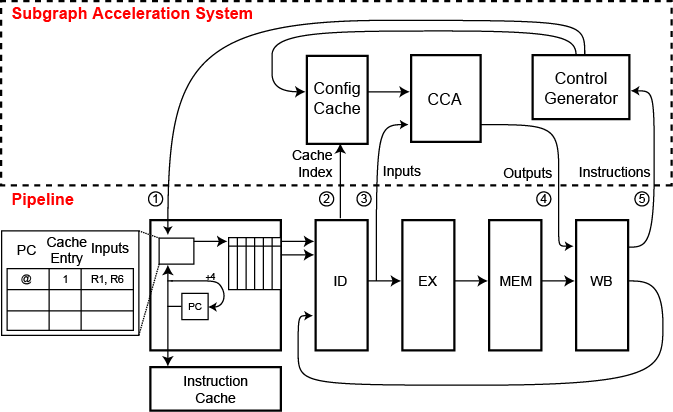 Subgraph Acceleration System
Config
Cache
CCA
Control
Generator
Cache
Index
Inputs
Outputs
Instructions
Pipeline
1
2
3
4
5
PC
Cache
Entry
Inputs
@
1
R1, R6
+4
PC
ID
EX
MEM
WB
Instruction
Cache